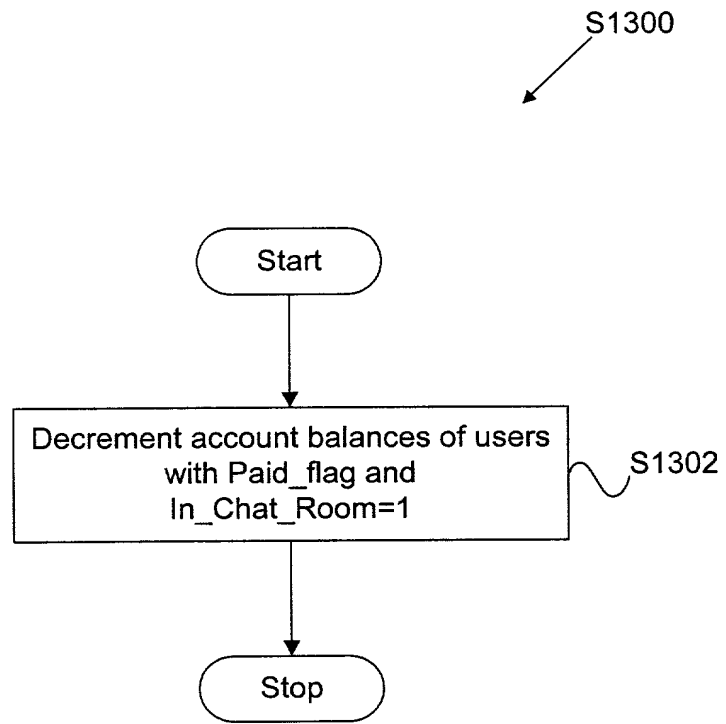 S1300
Start
Decrement account balances of users
with Paid_flag and
In_Chat_Room=1
S1302
Stop